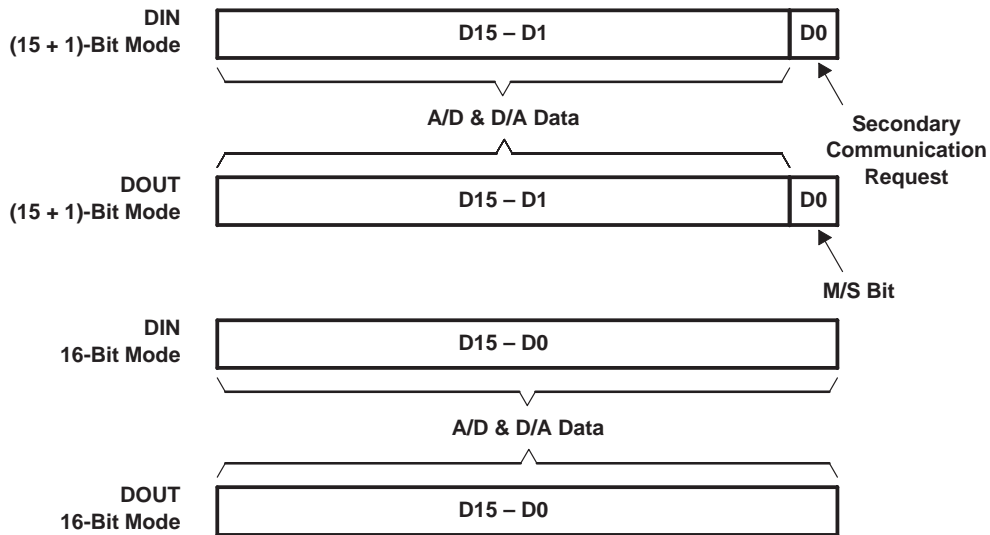 DIN
(15 + 1)-Bit Mode
D15 – D1
D0
A/D & D/A Data
Secondary
Communication
Request
DOUT
(15 + 1)-Bit Mode
D15 – D1
D0
M/S Bit
DIN
16-Bit Mode
D15 – D0
A/D & D/A Data
DOUT
16-Bit Mode
D15 – D0